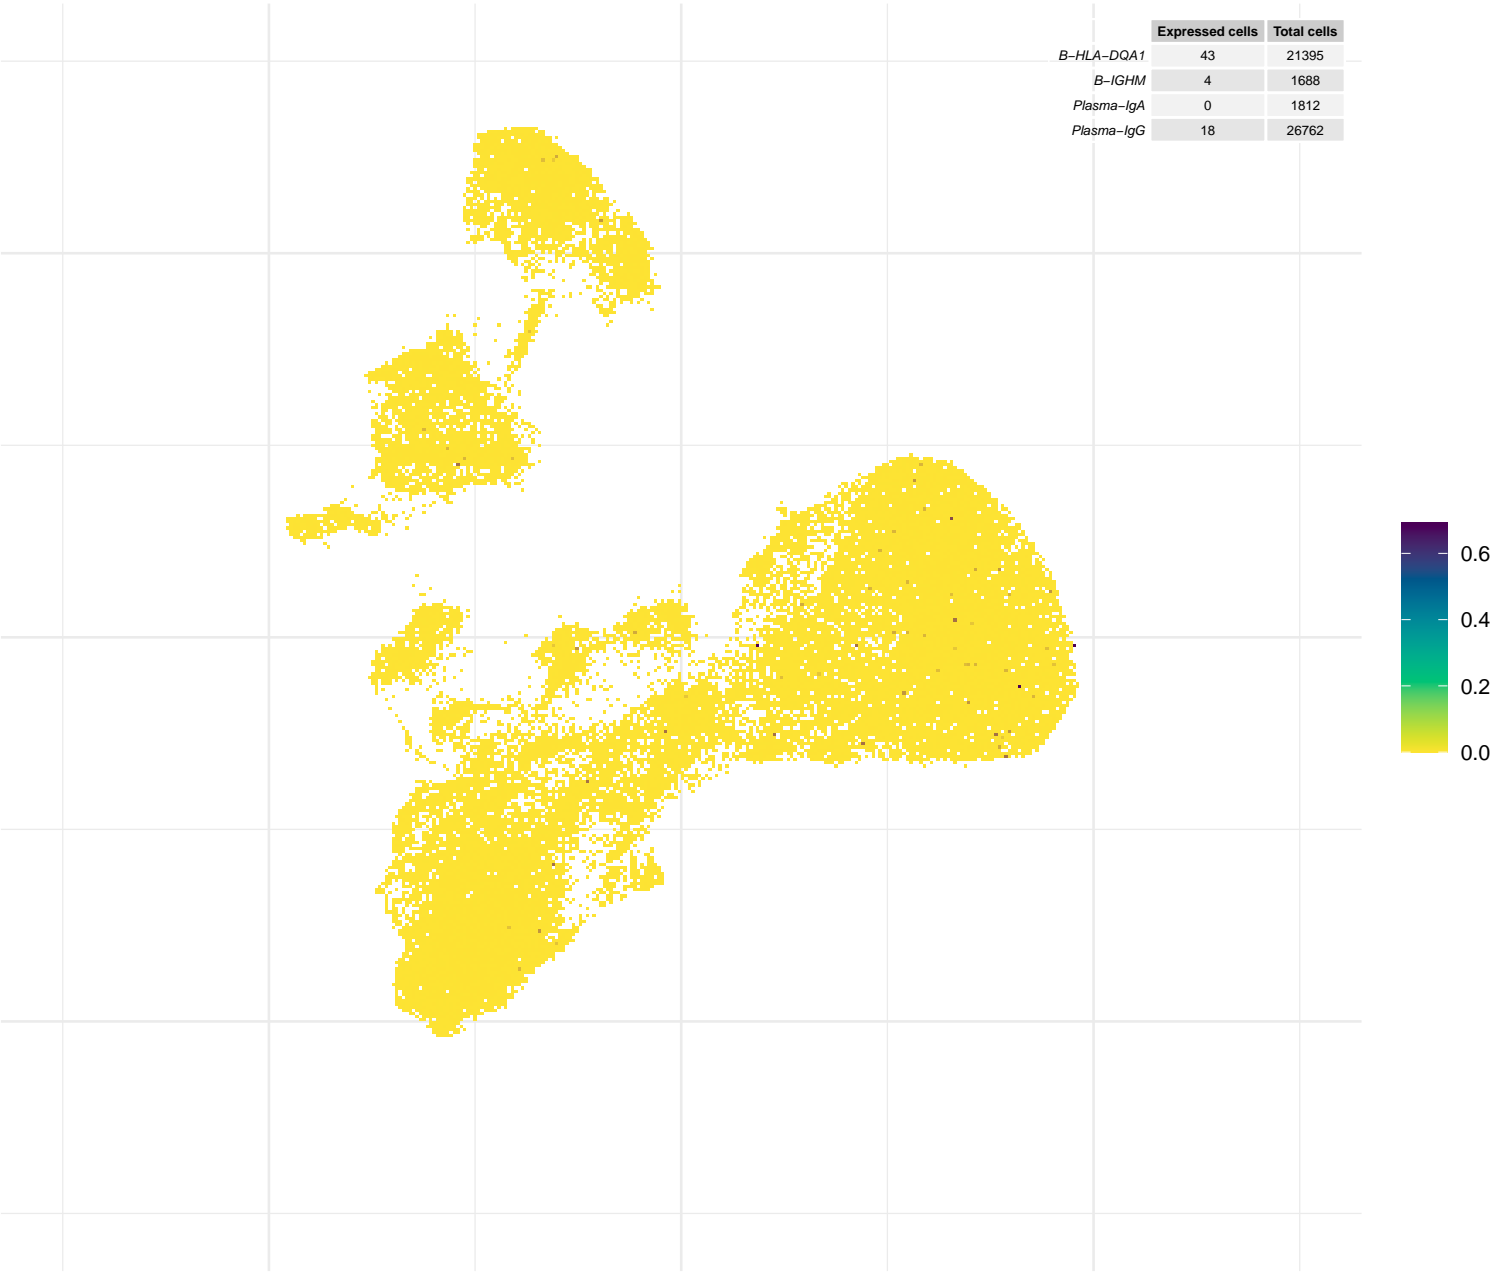 Expressed cells Total cells
B−HLA−DQA1 43 21395
B−IGHM 4 1688
Plasma−IgA 0 1812
Plasma−IgG 18 26762
0.6
0.4
0.2
0.0